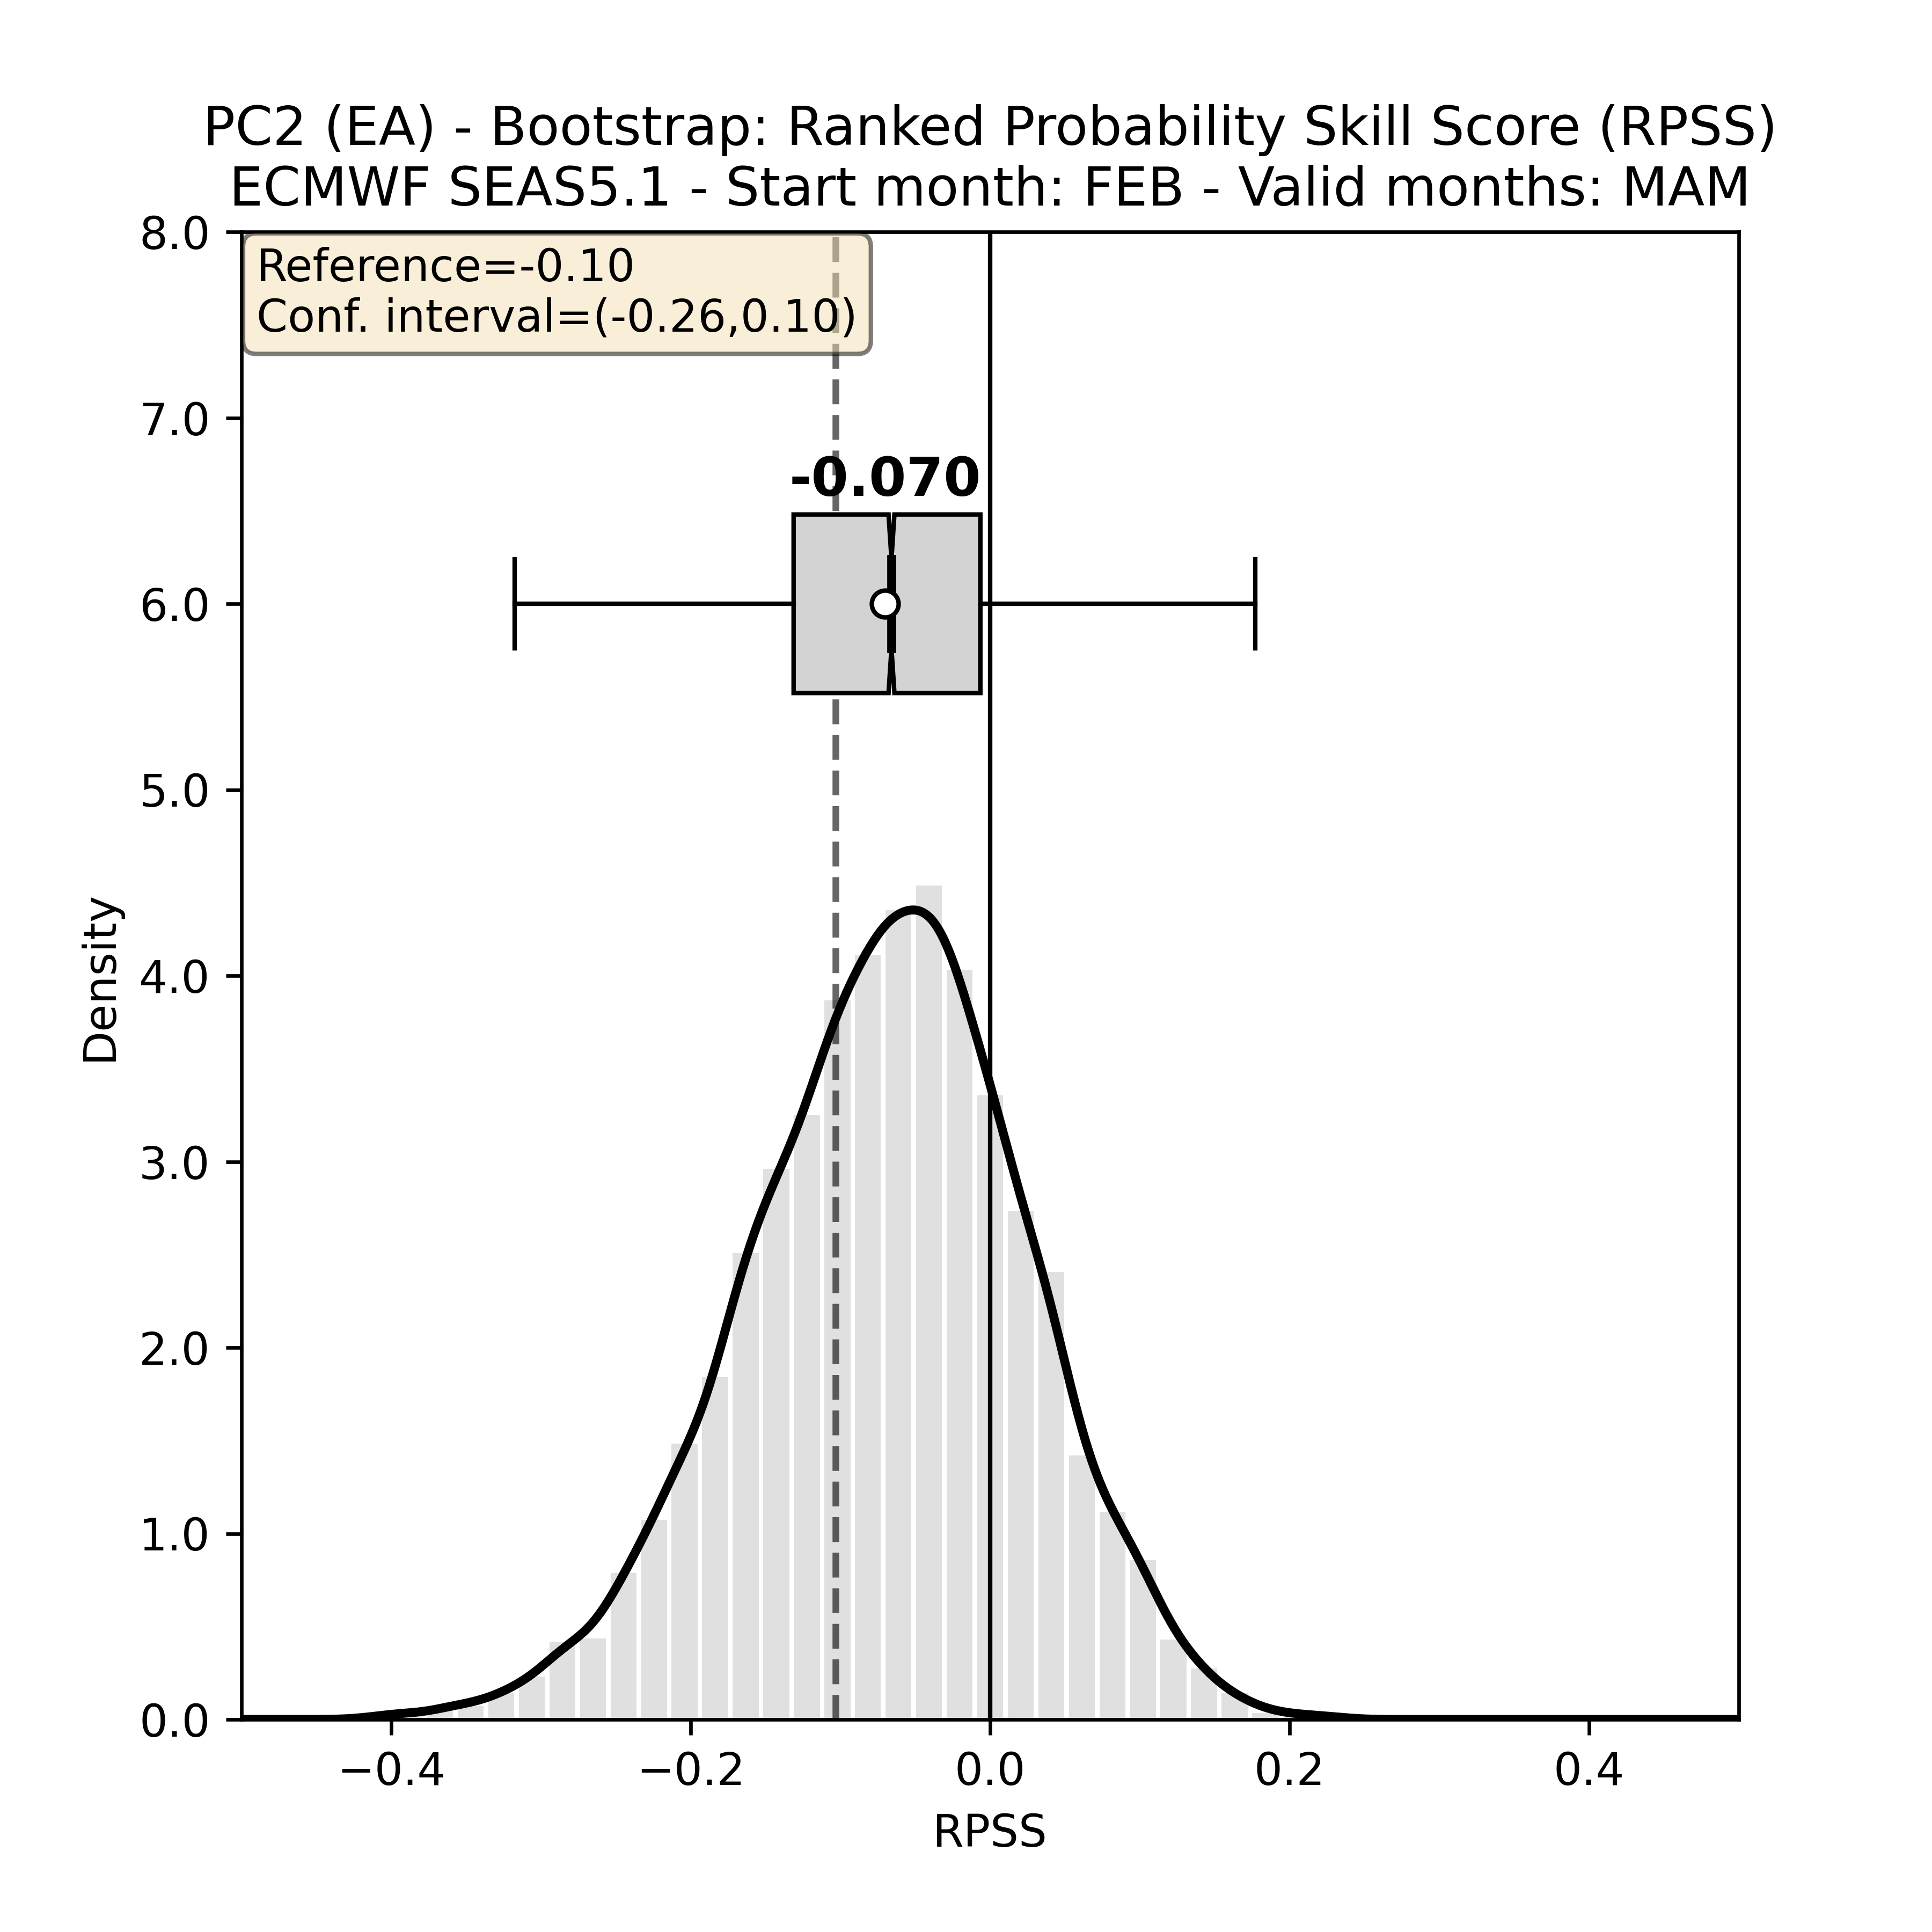 PC2 (EA) - Bootstrap: Ranked Probability Skill Score (RPSS)
ECMWF SEAS5.1 - Start month: FEB - Valid months: MAM
Reference=-0.10
Conf. interval=(-0.26,0.10)
-0.070
8.0
7.0
6.0
5.0
4.0
3.0
2.0
1.0
0.0
Density
−0.4 −0.2 0.0 0.2 0.4
RPSS